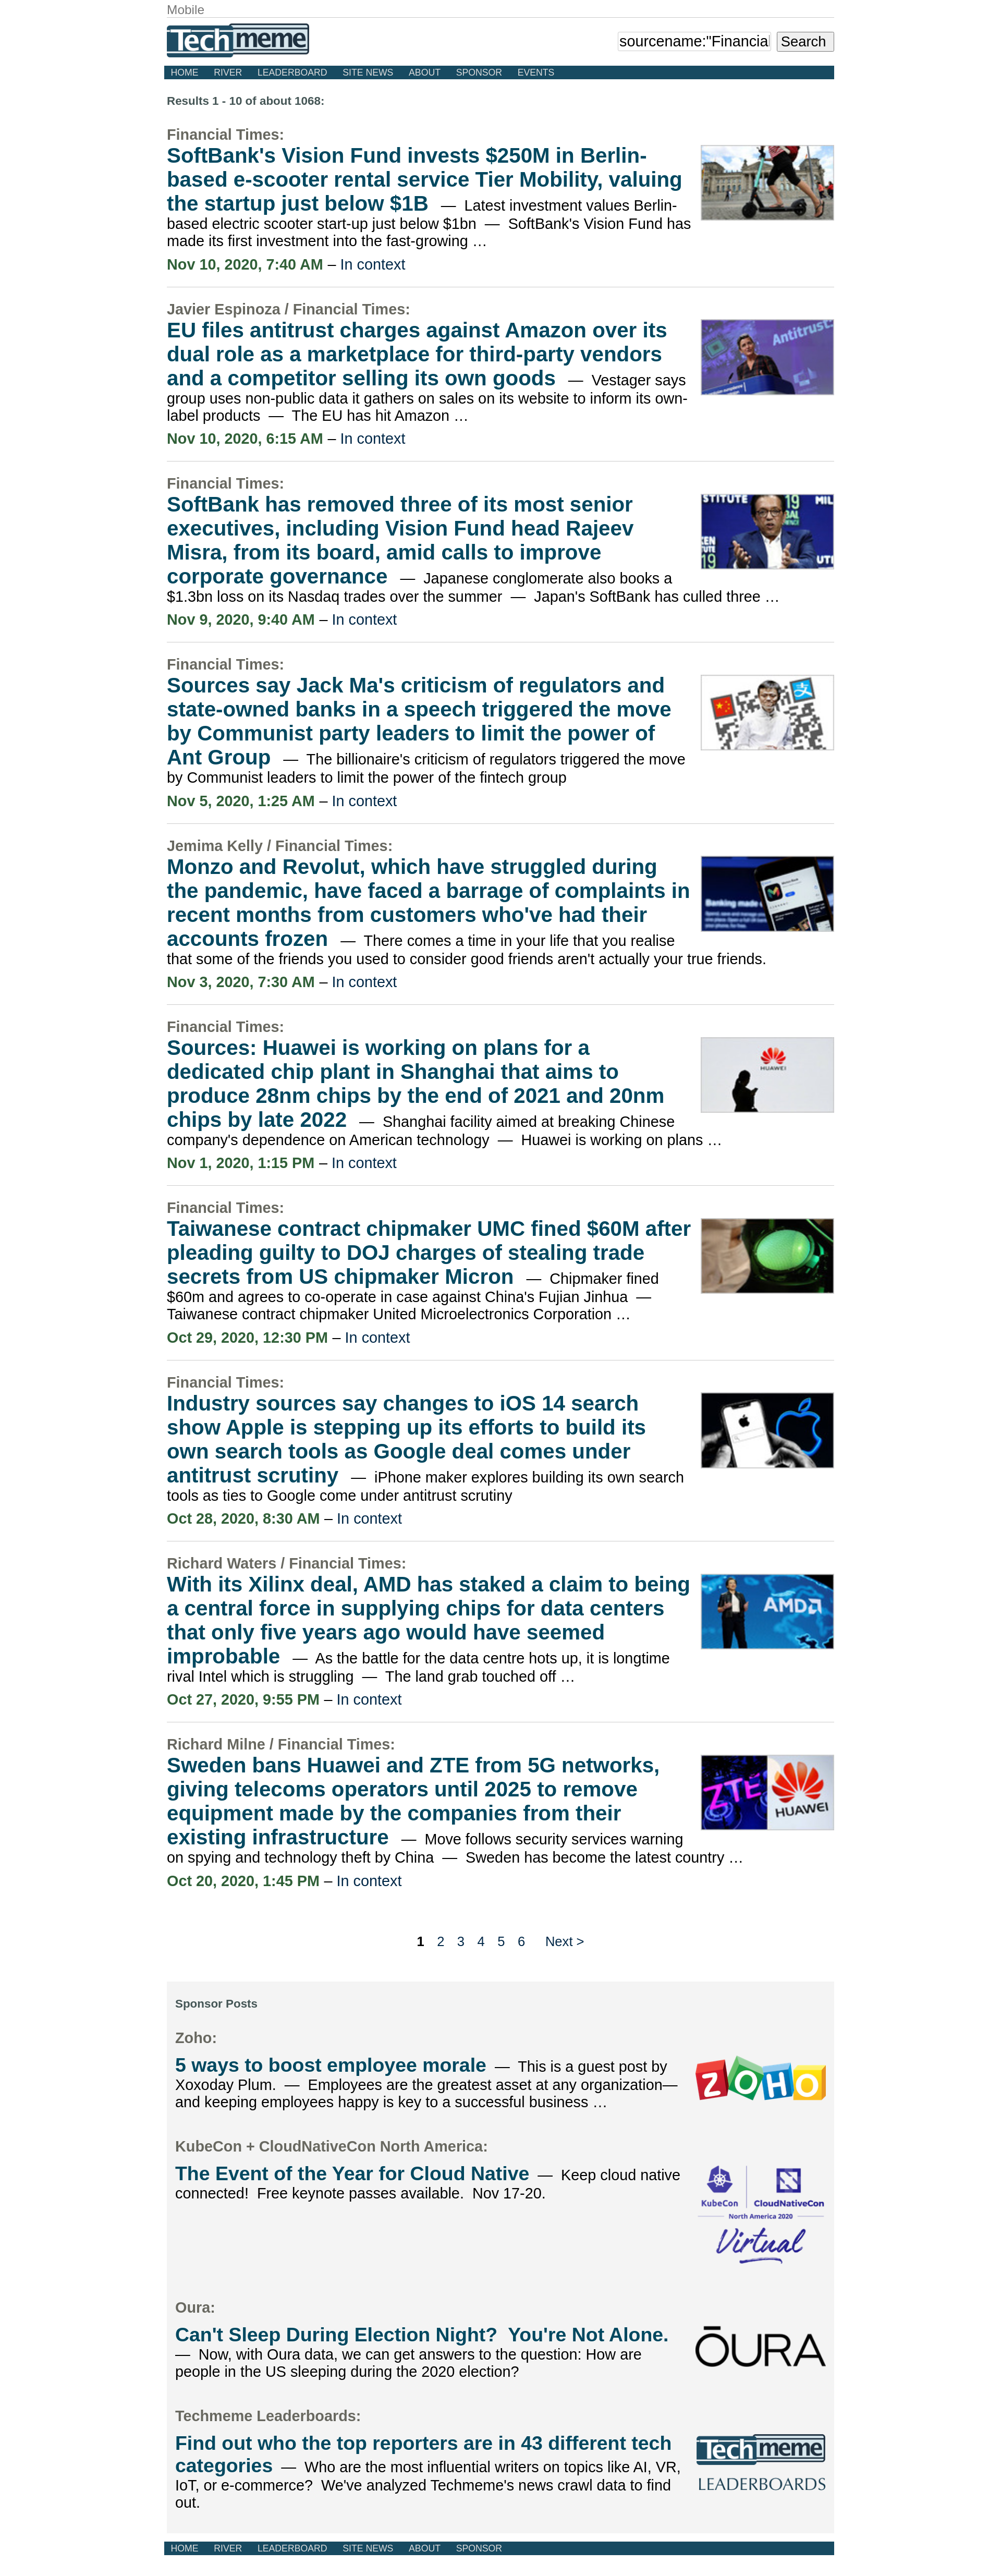 Mobile
Techmeme
sourcename:"Financial
Search
HOME RIVER LEADERBOARD SITE NEWS ABOUT SPONSOR EVENTS
Results 1 - 10 of about 1068:
Financial Times:
SoftBank's Vision Fund invests $250M in Berlin-
based e-scooter rental service Tier Mobility, valuing
the startup just below $1B — Latest investment values Berlin-
based electric scooter start-up just below $1bn — SoftBank's Vision Fund has
made its first investment into the fast-growing …
Nov 10, 2020, 7:40 AM – In context
Javier Espinoza / Financial Times:
EU files antitrust charges against Amazon over its
dual role as a marketplace for third-party vendors
and a competitor selling its own goods — Vestager says
group uses non-public data it gathers on sales on its website to inform its own-
label products — The EU has hit Amazon …
Antitrust
Nov 10, 2020, 6:15 AM – In context
Financial Times:
SoftBank has removed three of its most senior
executives, including Vision Fund head Rajeev
Misra, from its board, amid calls to improve
corporate governance — Japanese conglomerate also books a
$1.3bn loss on its Nasdaq trades over the summer — Japan's SoftBank has culled three …
Nov 9, 2020, 9:40 AM – In context
Financial Times:
Sources say Jack Ma's criticism of regulators and
state-owned banks in a speech triggered the move
by Communist party leaders to limit the power of
Ant Group — The billionaire's criticism of regulators triggered the move
by Communist leaders to limit the power of the fintech group
Nov 5, 2020, 1:25 AM – In context
Jemima Kelly / Financial Times:
Monzo and Revolut, which have struggled during
the pandemic, have faced a barrage of complaints in
recent months from customers who've had their
accounts frozen — There comes a time in your life that you realise
that some of the friends you used to consider good friends aren't actually your true friends.
Banking made
Nov 3, 2020, 7:30 AM – In context
Financial Times:
Sources: Huawei is working on plans for a
dedicated chip plant in Shanghai that aims to
produce 28nm chips by the end of 2021 and 20nm
chips by late 2022 — Shanghai facility aimed at breaking Chinese
company's dependence on American technology — Huawei is working on plans …
HUAWEI
Nov 1, 2020, 1:15 PM – In context
Financial Times:
Taiwanese contract chipmaker UMC fined $60M after
pleading guilty to DOJ charges of stealing trade
secrets from US chipmaker Micron — Chipmaker fined
$60m and agrees to co-operate in case against China's Fujian Jinhua —
Taiwanese contract chipmaker United Microelectronics Corporation …
Oct 29, 2020, 12:30 PM – In context
Financial Times:
Industry sources say changes to iOS 14 search
show Apple is stepping up its efforts to build its
own search tools as Google deal comes under
antitrust scrutiny — iPhone maker explores building its own search
tools as ties to Google come under antitrust scrutiny
Oct 28, 2020, 8:30 AM – In context
Richard Waters / Financial Times:
With its Xilinx deal, AMD has staked a claim to being
a central force in supplying chips for data centers
that only five years ago would have seemed
improbable — As the battle for the data centre hots up, it is longtime
rival Intel which is struggling — The land grab touched off …
AMD
Oct 27, 2020, 9:55 PM – In context
Richard Milne / Financial Times:
Sweden bans Huawei and ZTE from 5G networks,
giving telecoms operators until 2025 to remove
equipment made by the companies from their
existing infrastructure — Move follows security services warning
on spying and technology theft by China — Sweden has become the latest country …
ZTE HUAWEI
Oct 20, 2020, 1:45 PM – In context
1 2 3 4 5 6 Next >
Sponsor Posts
Zoho:
5 ways to boost employee morale — This is a guest post by
Xoxoday Plum. — Employees are the greatest asset at any organization—
and keeping employees happy is key to a successful business …
ZOHO
KubeCon + CloudNativeCon North America:
The Event of the Year for Cloud Native — Keep cloud native
connected! Free keynote passes available. Nov 17-20.
KubeCon CloudNativeCon
North America 2020
Virtual
Oura:
Can't Sleep During Election Night? You're Not Alone.
— Now, with Oura data, we can get answers to the question: How are
people in the US sleeping during the 2020 election?
ŌURA
Techmeme Leaderboards:
Find out who the top reporters are in 43 different tech
categories — Who are the most influential writers on topics like AI, VR,
IoT, or e-commerce? We've analyzed Techmeme's news crawl data to find
out.
Techmeme
LEADERBOARDS
HOME RIVER LEADERBOARD SITE NEWS ABOUT SPONSOR